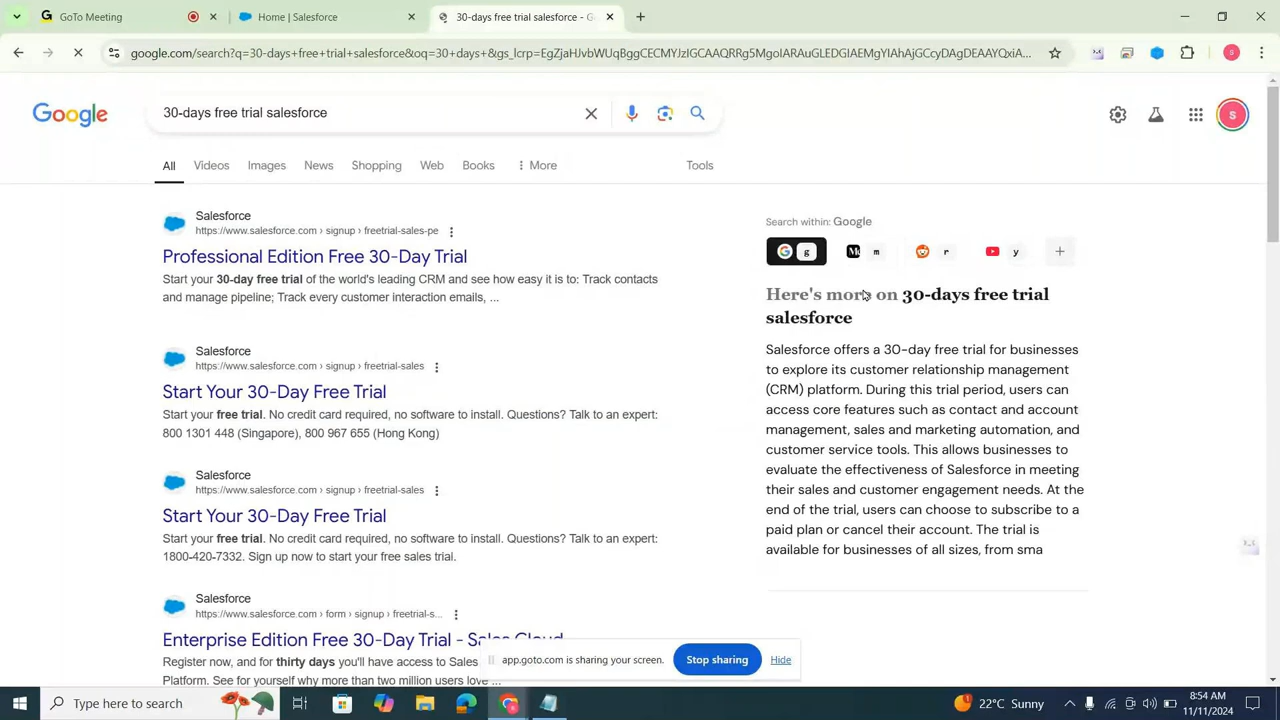 GoTo Meeting
Home | Salesforce
30-days free trial salesforce - G
google.com/search?q=30-days+free+trial+salesforce&oq=30+days+&gs_lcrp=EgZjaHJvbWUqBggCECMYJzIGCAAQRRg5MgoIARAuGLEDGIAEMgYIAhAjGCcyDAgDEAAYQxiA...
Google
30-days free trial salesforce
S
All Videos Images News Shopping Web Books More Tools
Salesforce
https://www.salesforce.com › signup › freetrial-sales-pe
Professional Edition Free 30-Day Trial
Start your 30-day free trial of the world's leading CRM and see how easy it is to: Track contacts
and manage pipeline; Track every customer interaction emails, ...
Salesforce
https://www.salesforce.com › signup › freetrial-sales
Start Your 30-Day Free Trial
Start your free trial. No credit card required, no software to install. Questions? Talk to an expert:
800 1301 448 (Singapore), 800 967 655 (Hong Kong)
Salesforce
https://www.salesforce.com › signup › freetrial-sales
Start Your 30-Day Free Trial
Start your free trial. No credit card required, no software to install. Questions? Talk to an expert:
1800-420-7332. Sign up now to start your free sales trial.
Salesforce
https://www.salesforce.com › form › signup › freetrial-s...
Enterprise Edition Free 30-Day Trial - Sales Cloud
Register now, and for thirty days you'll have access to Sales
Platform. See for yourself why more than two million users love ...
Search within: Google
g m r y
Here's more on 30-days free trial
salesforce
Salesforce offers a 30-day free trial for businesses
to explore its customer relationship management
(CRM) platform. During this trial period, users can
access core features such as contact and account
management, sales and marketing automation, and
customer service tools. This allows businesses to
evaluate the effectiveness of Salesforce in meeting
their sales and customer engagement needs. At the
end of the trial, users can choose to subscribe to a
paid plan or cancel their account. The trial is
available for businesses of all sizes, from sma
app.goto.com is sharing your screen. Stop sharing Hide
Type here to search
22°C Sunny
8:54 AM
11/11/2024